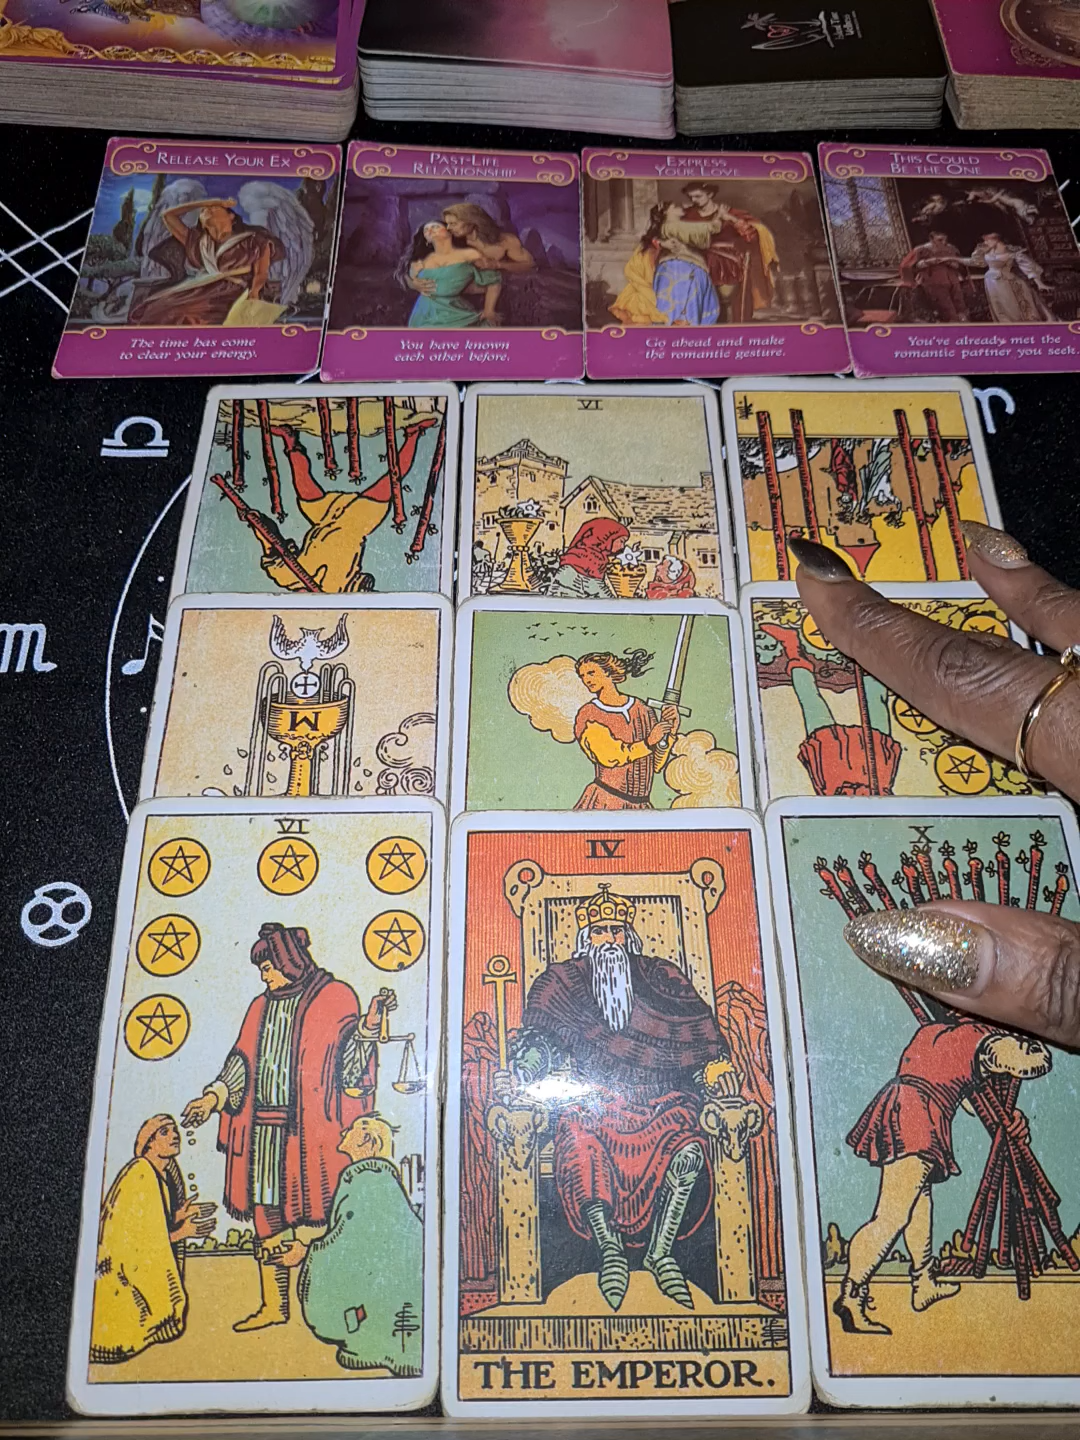 RELEASE YOUR EX
The time has come
to clear your energy.
PAST-LIFE
RELATIONSHIP
You have known
each other before.
EXPRESS
YOUR LOVE
Go ahead and make
the romantic gesture.
THIS COULD
BE THE ONE
You've already met the
romantic partner you seek.
VI
VI
IV
THE EMPEROR.
X